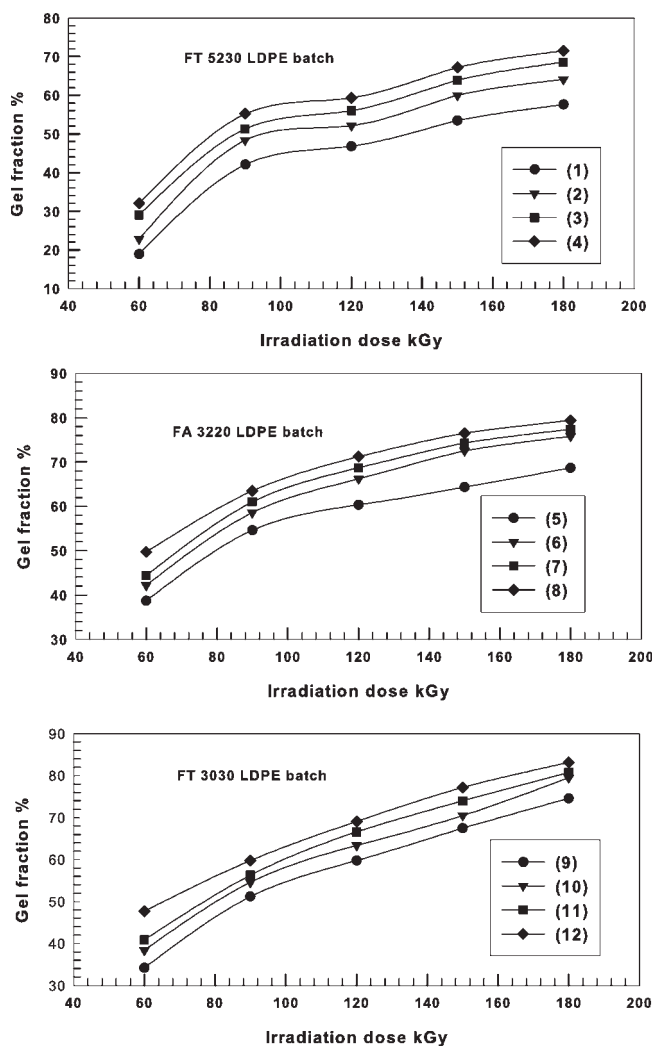 80
70
60
50
40
30
20
10
Gel fraction %
FT 5230 LDPE batch
(1)
(2)
(3)
(4)
40 60 80 100 120 140 160 180 200
Irradiation dose kGy
90
80
70
60
50
40
30
Gel fraction %
FA 3220 LDPE batch
(5)
(6)
(7)
(8)
40 60 80 100 120 140 160 180 200
Irradiation dose kGy
90
80
70
60
50
40
30
Gel fraction %
FT 3030 LDPE batch
(9)
(10)
(11)
(12)
40 60 80 100 120 140 160 180 200
Irradiation dose kGy